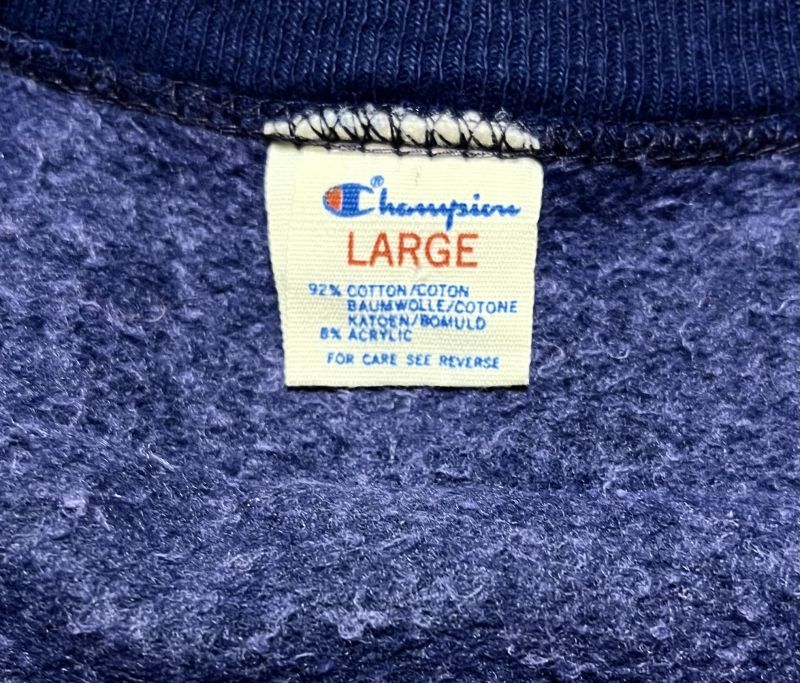 Champion®
LARGE
92% COTTON/COTON
BAUMWOLLE/COTONE
KATOEN/BOMULD
8% ACRYLIC
FOR CARE SEE REVERSE